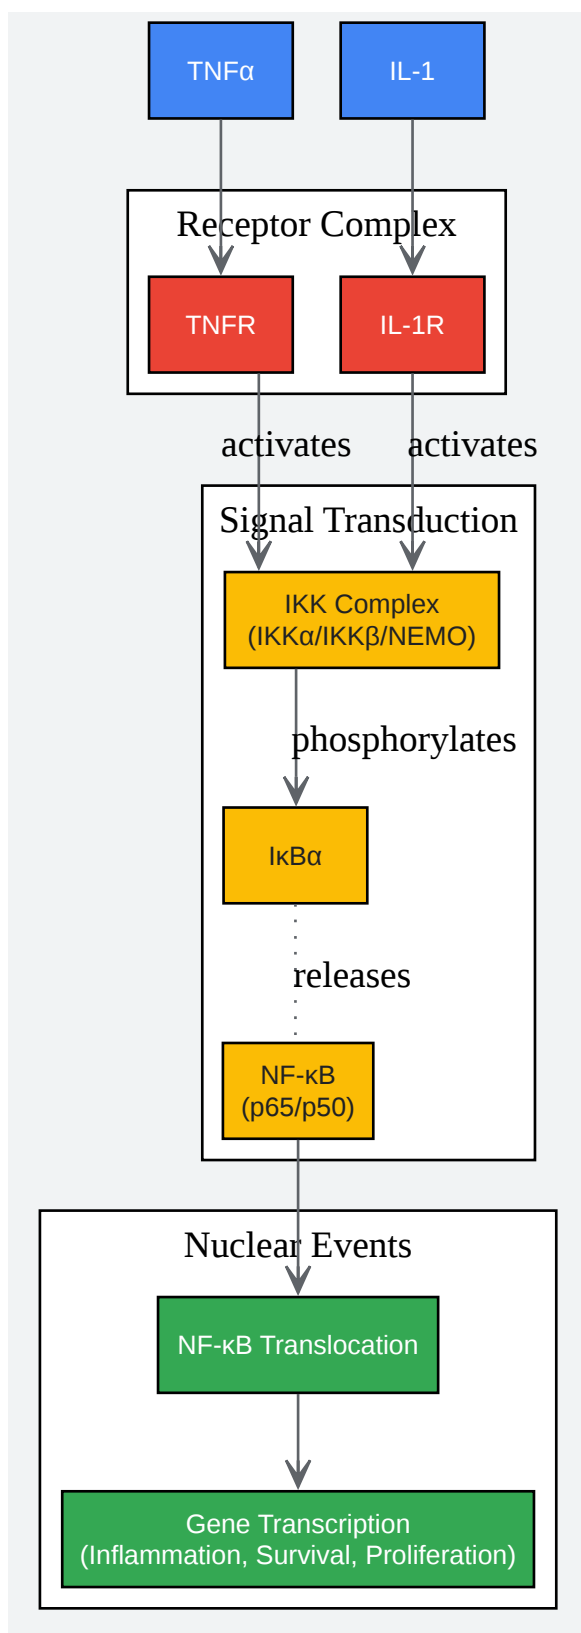 TNFα
IL-1
Receptor Complex
TNFR
IL-1R
activates
activates
Signal Transduction
IKK Complex
(IKKα/IKKβ/NEMO)
phosphorylates
IκBα
releases
NF-κB
(p65/p50)
Nuclear Events
NF-κB Translocation
Gene Transcription
(Inflammation, Survival, Proliferation)